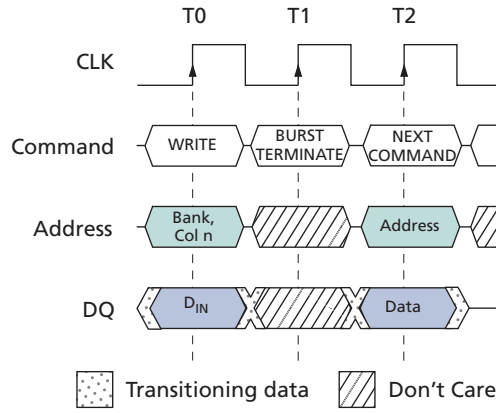 T0 T1 T2
CLK
Command WRITE BURST TERMINATE NEXT COMMAND
Address Bank, Col n Address
DQ DIN Data
Transitioning data Don't Care